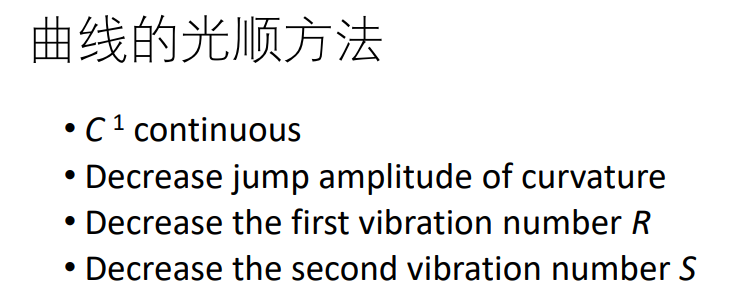 曲线的光顺方法
• C¹ continuous
• Decrease jump amplitude of curvature
• Decrease the first vibration number R
• Decrease the second vibration number S